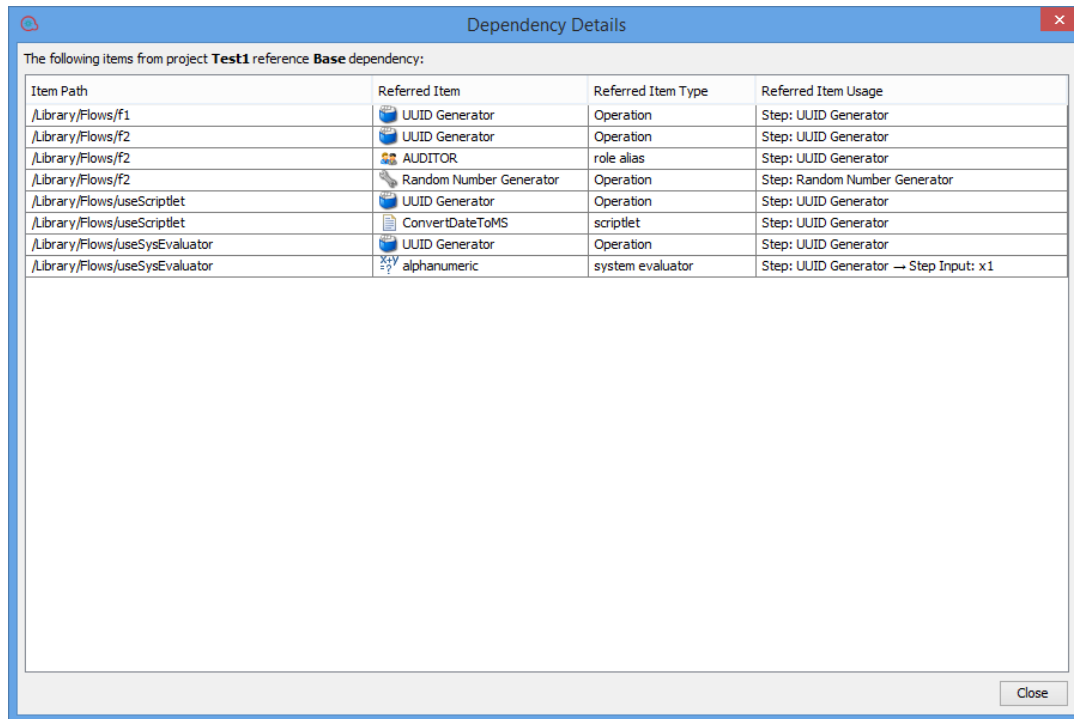 Dependency Details
The following items from project Test1 reference Base dependency:
Item Path Referred Item Referred Item Type Referred Item Usage
/Library/Flows/f1 UUID Generator Operation Step: UUID Generator
/Library/Flows/f2 UUID Generator Operation Step: UUID Generator
/Library/Flows/f2 AUDITOR role alias Step: UUID Generator
/Library/Flows/f2 Random Number Generator Operation Step: Random Number Generator
/Library/Flows/useScriptlet UUID Generator Operation Step: UUID Generator
/Library/Flows/useScriptlet ConvertDateToMS scriptlet Step: UUID Generator
/Library/Flows/useSysEvaluator UUID Generator Operation Step: UUID Generator
/Library/Flows/useSysEvaluator X+Y=? alphanumeric system evaluator Step: UUID Generator → Step Input: x1
Close